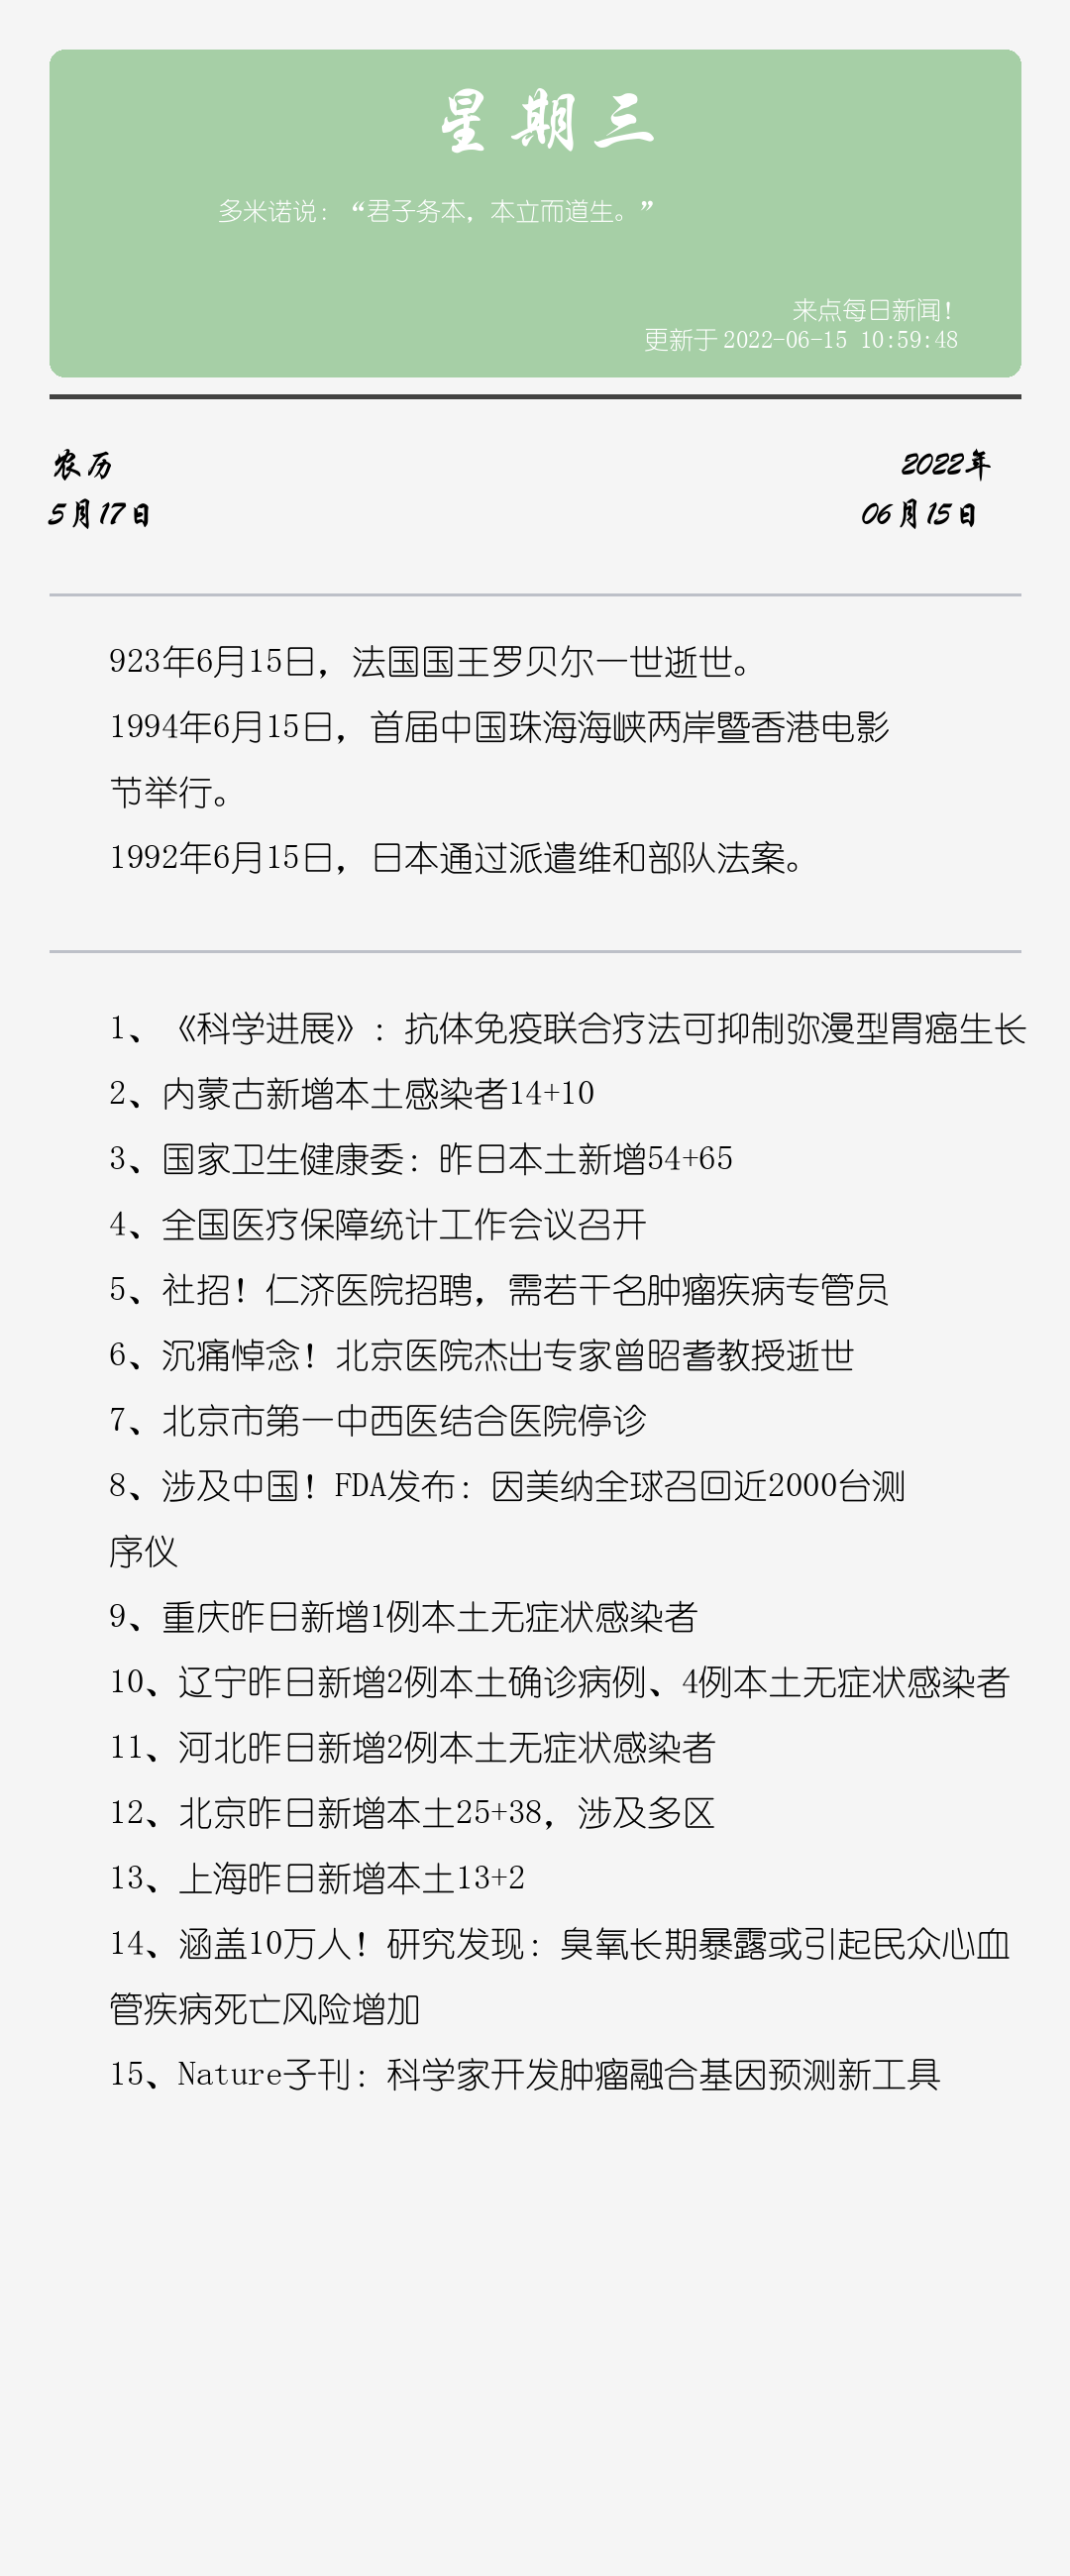 星期三
多米诺说：“君子务本，本立而道生。”
来点每日新闻！
更新于2022-06-15 10:59:48
农历
2022年
5月17日
06月15日
923年6月15日，法国国王罗贝尔一世逝世。
1994年6月15日，首届中国珠海海峡两岸暨香港电影
节举行。
1992年6月15日，日本通过派遣维和部队法案。
1、《科学进展》：抗体免疫联合疗法可抑制弥漫型胃癌生长
2、内蒙古新增本土感染者14+10
3、国家卫生健康委：昨日本土新增54+65
4、全国医疗保障统计工作会议召开
5、社招！仁济医院招聘，需若干名肿瘤疾病专管员
6、沉痛悼念！北京医院杰出专家曾昭耆教授逝世
7、北京市第一中西医结合医院停诊
8、涉及中国！FDA发布：因美纳全球召回近2000台测
序仪
9、重庆昨日新增1例本土无症状感染者
10、辽宁昨日新增2例本土确诊病例、4例本土无症状感染者
11、河北昨日新增2例本土无症状感染者
12、北京昨日新增本土25+38，涉及多区
13、上海昨日新增本土13+2
14、涵盖10万人！研究发现：臭氧长期暴露或引起民众心血
管疾病死亡风险增加
15、Nature子刊：科学家开发肿瘤融合基因预测新工具